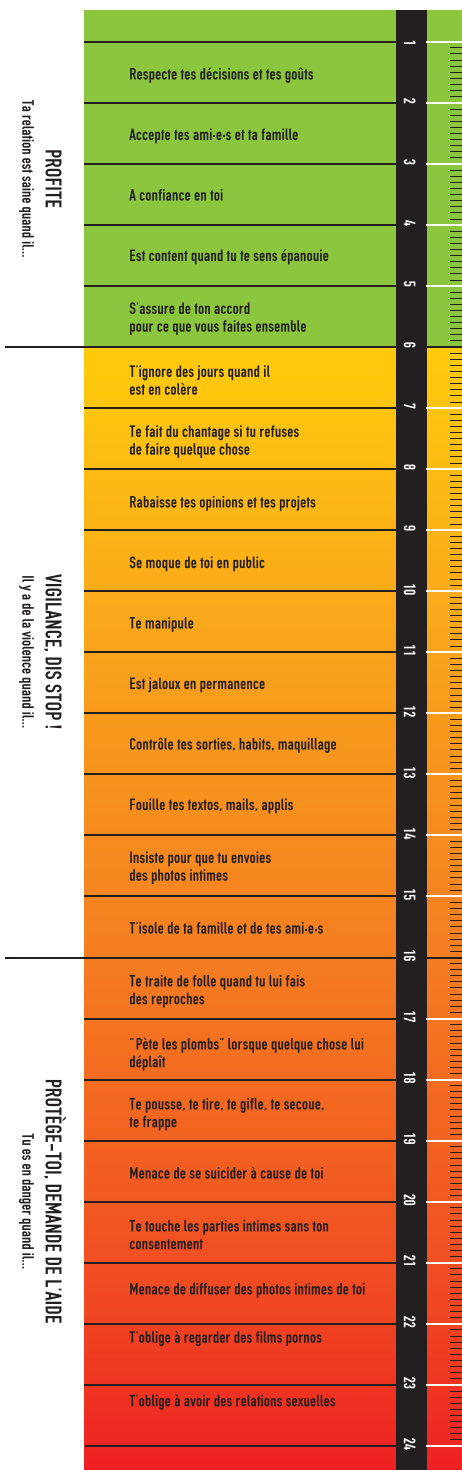 PROFITE
Ta relation est saine quand il...
1
Respecte tes décisions et tes goûts
2
Accepte tes ami·e·s et ta famille
3
A confiance en toi
4
Est content quand tu te sens épanouie
5
S'assure de ton accord
pour ce que vous faites ensemble
6
VIGILANCE, DIS STOP !
Il y a de la violence quand il...
T'ignore des jours quand il
est en colère
7
Te fait du chantage si tu refuses
de faire quelque chose
8
Rabaisse tes opinions et tes projets
9
Se moque de toi en public
10
Te manipule
11
Est jaloux en permanence
12
Contrôle tes sorties, habits, maquillage
13
Fouille tes textos, mails, applis
14
Insiste pour que tu envoies
des photos intimes
15
T'isole de ta famille et de tes ami·e·s
16
PROTÈGE-TOI, DEMANDE DE L'AIDE
Tu es en danger quand il...
Te traite de folle quand tu lui fais
des reproches
17
"Pète les plombs" lorsque quelque chose lui
déplaît
18
Te pousse, te tire, te gifle, te secoue,
te frappe
19
Menace de se suicider à cause de toi
20
Te touche les parties intimes sans ton
consentement
21
Menace de diffuser des photos intimes de toi
22
T'oblige à regarder des films pornos
23
T'oblige à avoir des relations sexuelles
24